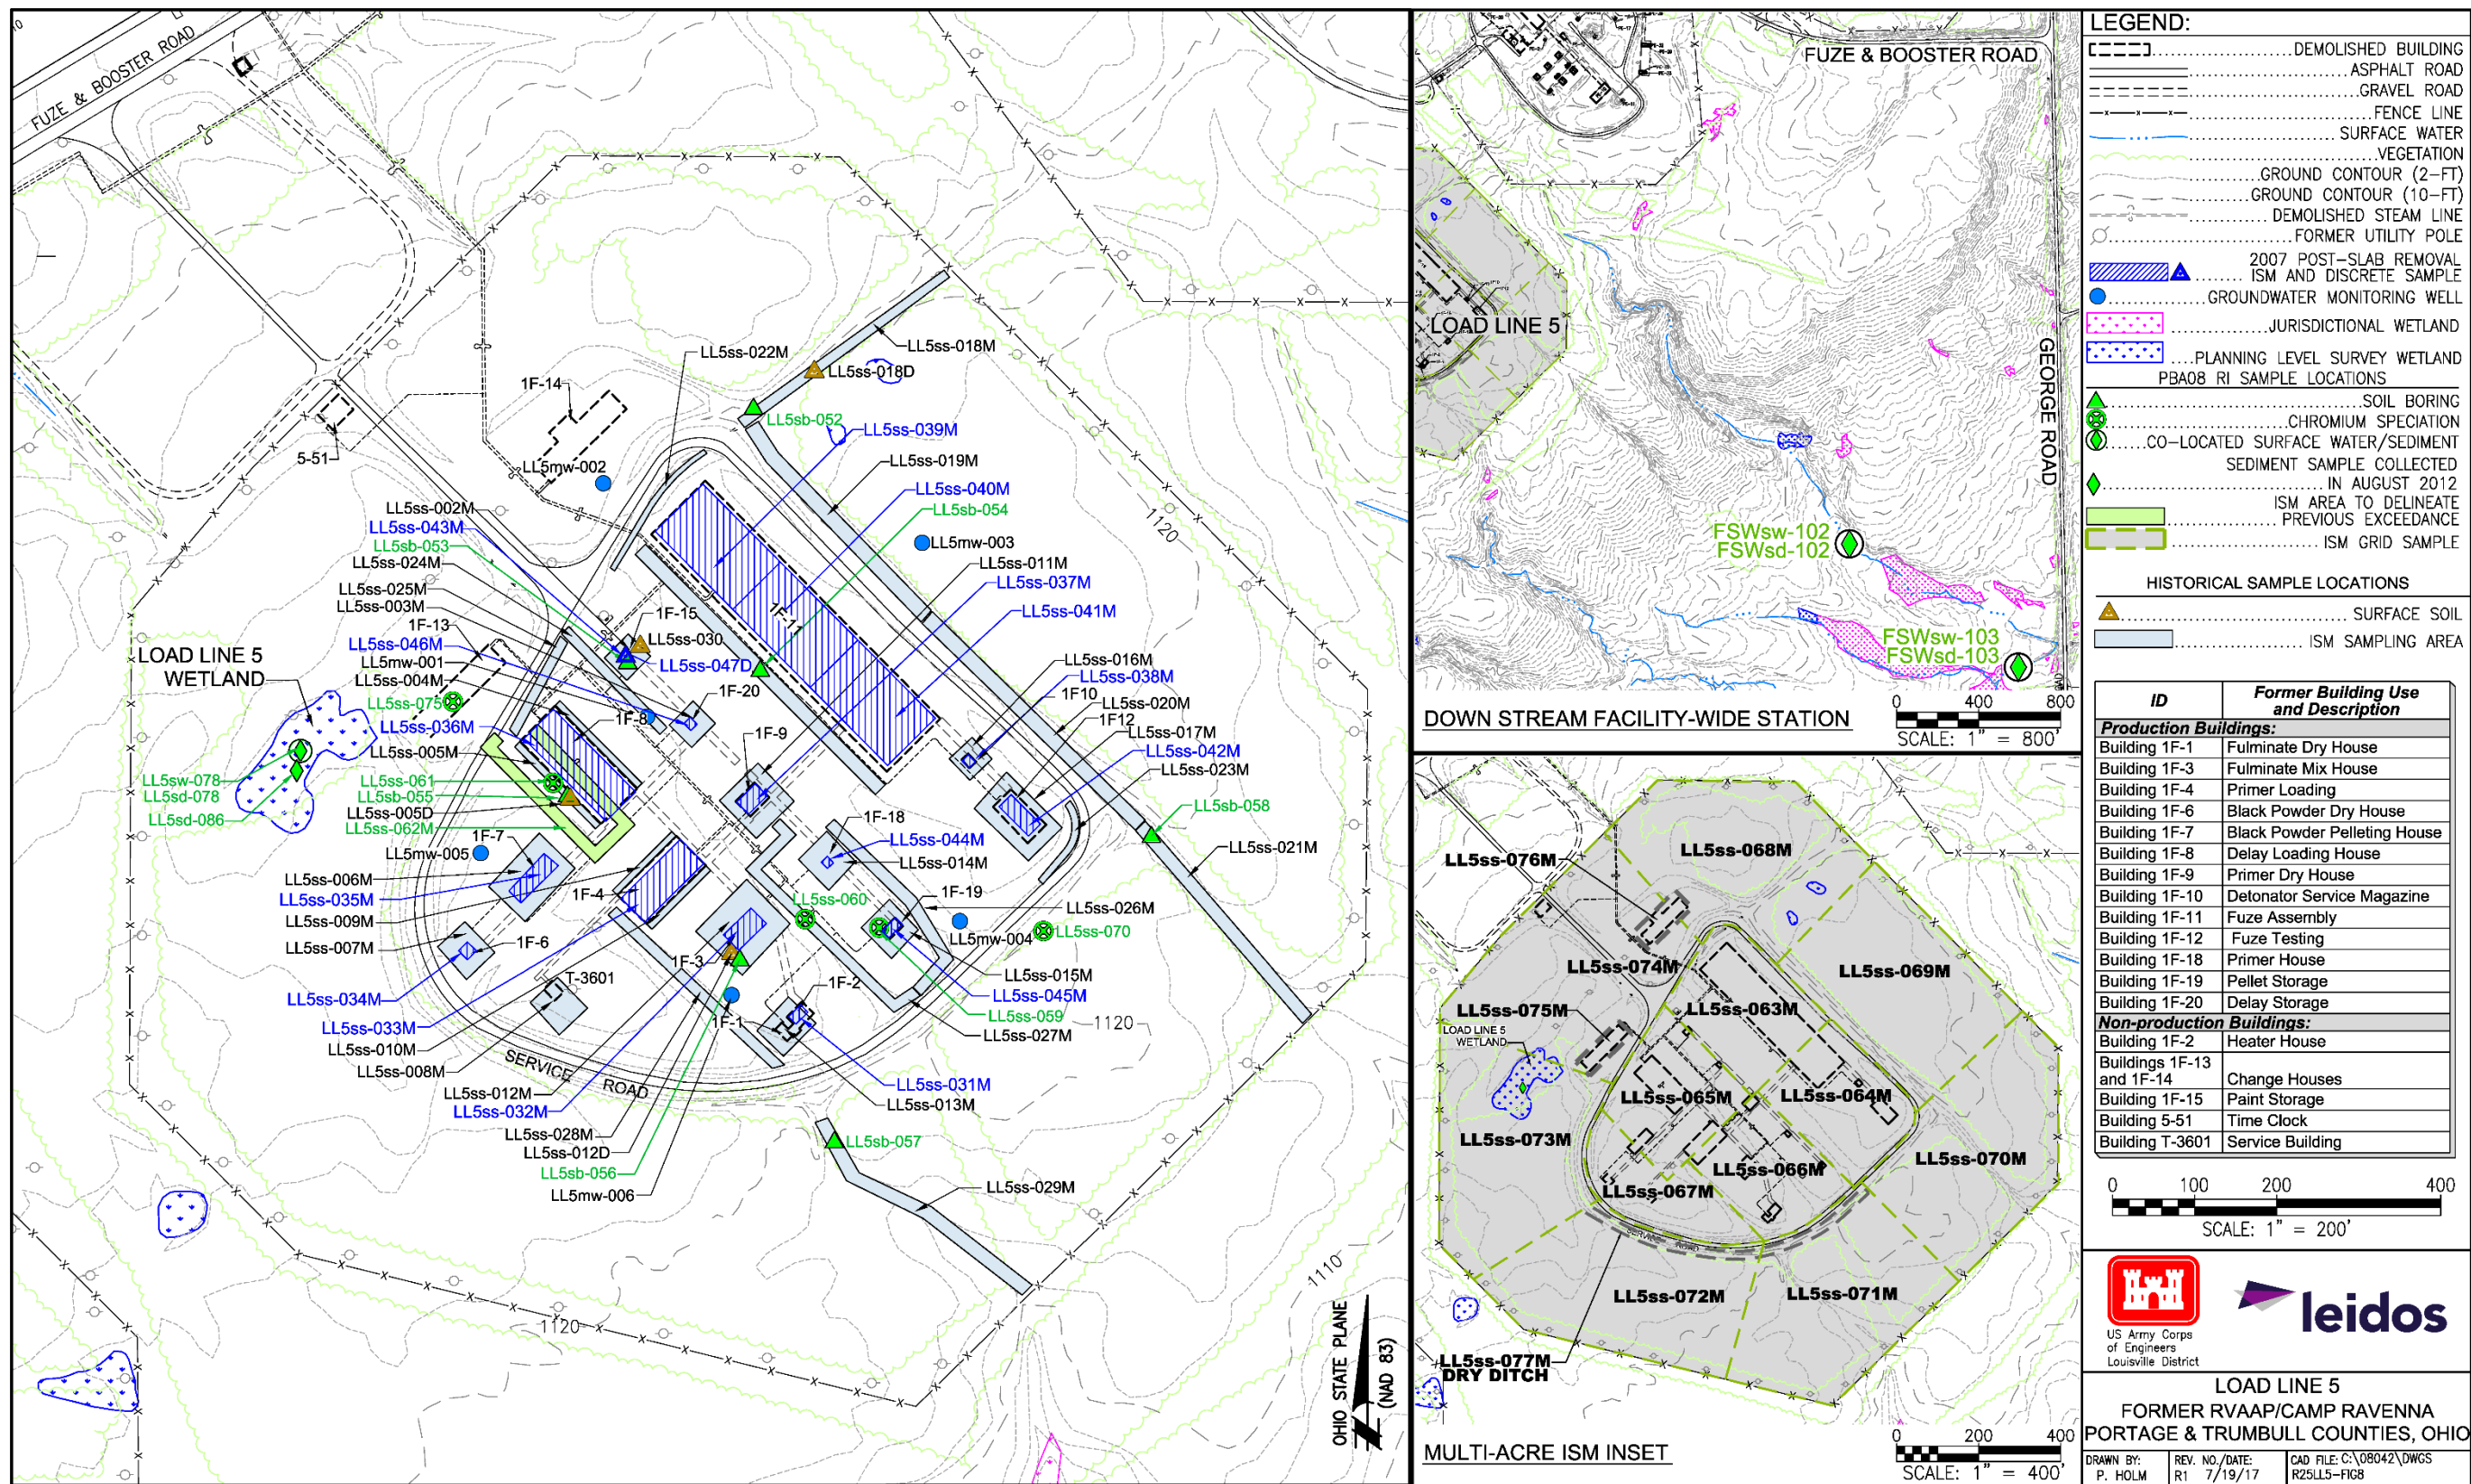 FUZE & BOOSTER ROAD
5-51
1F-14
LL5mw-002
LL5ss-022M
LL5ss-018M
LL5ss-018D
LL5sb-052
LL5ss-039M
LL5ss-019M
LL5ss-040M
LL5sb-054
LL5mw-003
LL5ss-011M
LL5ss-037M
LL5ss-041M
1120
LL5ss-002M
LL5ss-043M
LL5sb-053
LL5ss-024M
LL5ss-025M
LL5ss-003M
1F-13
LL5ss-046M
LL5mw-001
LL5ss-004M
LL5ss-075
LL5ss-036M
LL5ss-005M
LL5ss-061
LL5sb-055
LL5ss-005D
LL5ss-062M
1F-7
LL5mw-005
LL5ss-006M
LL5ss-035M
LL5ss-009M
LL5ss-007M
LL5ss-034M
LL5ss-033M
LL5ss-010M
LL5ss-008M
LL5ss-012M
LL5ss-032M
LL5ss-028M
LL5ss-012D
LL5sb-056
LL5mw-006
LOAD LINE 5
WETLAND
LL5sw-078
LL5sd-078
LL5sd-086
1F-15
LL5ss-030
LL5ss-047D
1F-20
1F-8
1F-9
1F-11
LL5ss-016M
LL5ss-038M
1F10
LL5ss-020M
1F12
LL5ss-017M
LL5ss-042M
LL5ss-023M
LL5sb-058
LL5ss-021M
1F-18
LL5ss-044M
LL5ss-014M
1F-19
LL5ss-060
1F-4
1F-6
1F-3
T-3601
1F-2
1F-1
LL5ss-026M
LL5mw-004
LL5ss-070
LL5ss-015M
LL5ss-045M
LL5ss-059
LL5ss-027M
1120
LL5ss-031M
LL5ss-013M
SERVICE ROAD
LL5sb-057
LL5ss-029M
1110
1120
OHIO STATE PLANE
(NAD 83)
FUZE & BOOSTER ROAD
LOAD LINE 5
GEORGE ROAD
FSWsw-102
FSWsd-102
FSWsw-103
FSWsd-103
DOWN STREAM FACILITY-WIDE STATION
0 400 800
SCALE: 1" = 800'
LL5ss-076M
LL5ss-068M
LL5ss-074M
LL5ss-069M
LL5ss-075M
LL5ss-063M
LOAD LINE 5
WETLAND
LL5ss-065M
LL5ss-064M
LL5ss-073M
LL5ss-066M
LL5ss-070M
LL5ss-067M
SERVICE ROAD
LL5ss-072M
LL5ss-071M
LL5ss-077M
DRY DITCH
MULTI-ACRE ISM INSET
0 200 400
SCALE: 1" = 400'
LEGEND:
DEMOLISHED BUILDING
ASPHALT ROAD
GRAVEL ROAD
FENCE LINE
SURFACE WATER
VEGETATION
GROUND CONTOUR (2-FT)
GROUND CONTOUR (10-FT)
DEMOLISHED STEAM LINE
FORMER UTILITY POLE
2007 POST-SLAB REMOVAL
ISM AND DISCRETE SAMPLE
GROUNDWATER MONITORING WELL
JURISDICTIONAL WETLAND
PLANNING LEVEL SURVEY WETLAND
PBA08 RI SAMPLE LOCATIONS
SOIL BORING
CHROMIUM SPECIATION
CO-LOCATED SURFACE WATER/SEDIMENT
SEDIMENT SAMPLE COLLECTED
IN AUGUST 2012
ISM AREA TO DELINEATE
PREVIOUS EXCEEDANCE
ISM GRID SAMPLE
HISTORICAL SAMPLE LOCATIONS
SURFACE SOIL
ISM SAMPLING AREA
ID Former Building Use
and Description
Production Buildings:
Building 1F-1 Fulminate Dry House
Building 1F-3 Fulminate Mix House
Building 1F-4 Primer Loading
Building 1F-6 Black Powder Dry House
Building 1F-7 Black Powder Pelleting House
Building 1F-8 Delay Loading House
Building 1F-9 Primer Dry House
Building 1F-10 Detonator Service Magazine
Building 1F-11 Fuze Assembly
Building 1F-12 Fuze Testing
Building 1F-18 Primer House
Building 1F-19 Pellet Storage
Building 1F-20 Delay Storage
Non-production Buildings:
Building 1F-2 Heater House
Buildings 1F-13
and 1F-14 Change Houses
Building 1F-15 Paint Storage
Building 5-51 Time Clock
Building T-3601 Service Building
0 100 200 400
SCALE: 1" = 200'
US Army Corps
of Engineers
Louisville District
leidos
LOAD LINE 5
FORMER RVAAP/CAMP RAVENNA
PORTAGE & TRUMBULL COUNTIES, OHIO
DRAWN BY: REV. NO./DATE: CAD FILE: C:\08042\DWGS
P. HOLM R1 7/19/17 R25LL5-FIG8